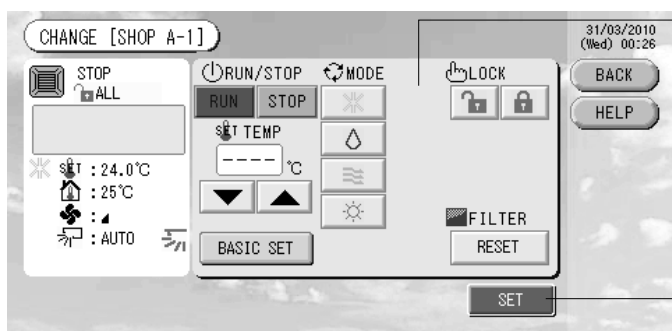 CHANGE [SHOP A-1]
31/03/2010
(Wed) 00:26
BACK
HELP
STOP
ALL
SET : 24.0°C
: 25°C
:
: AUTO
RUN/STOP
RUN STOP
SET TEMP
---- °C
BASIC SET
MODE
LOCK
FILTER
RESET
SET